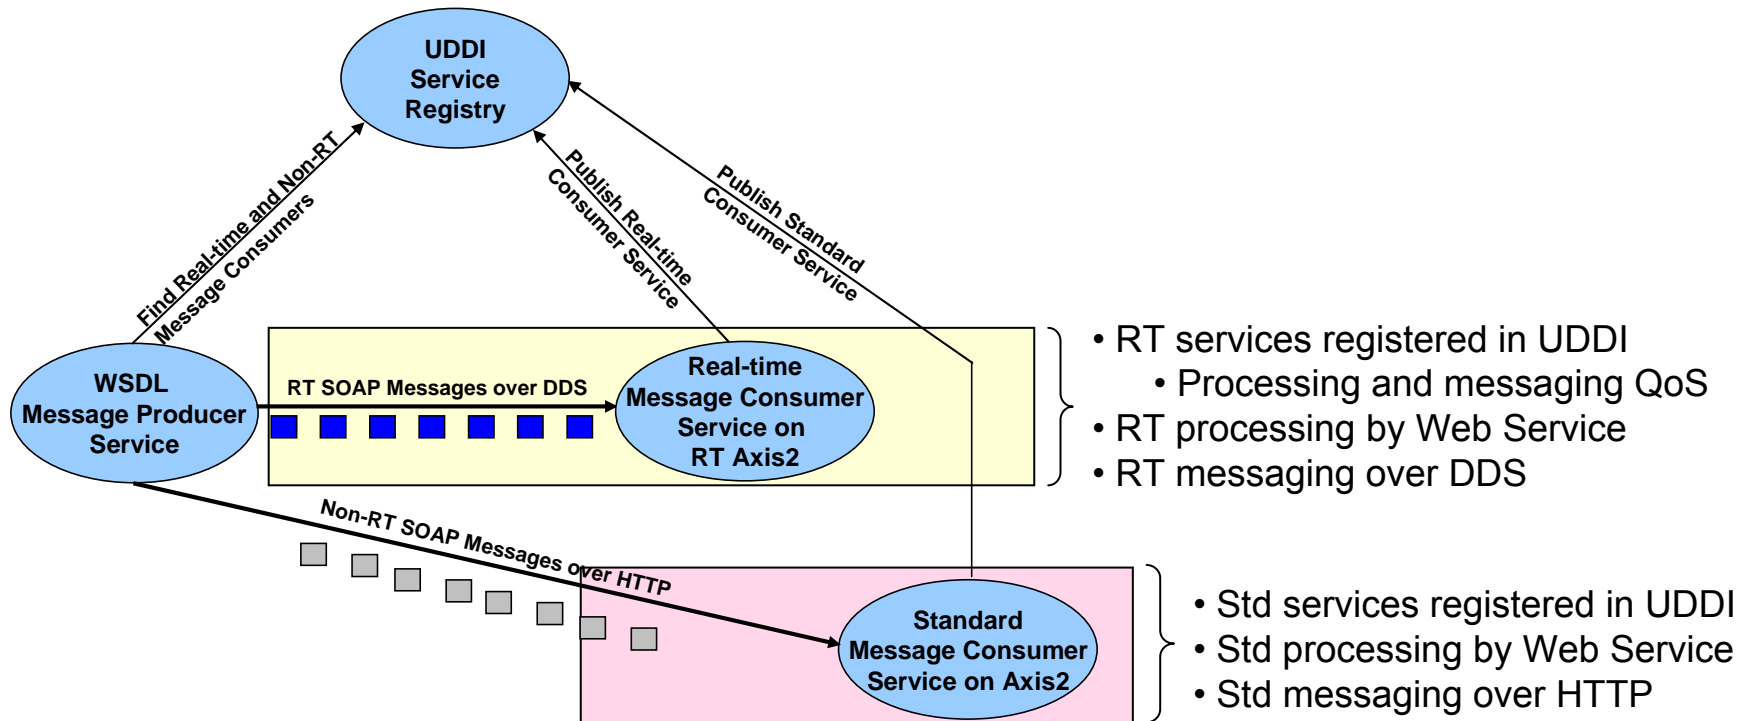 UDDI
Service
Registry
Find Real-time and Non-RT
Message Consumers
Publish Real-time
Consumer Service
Publish Standard
Consumer Service
WSDL
Message Producer
Service
RT SOAP Messages over DDS
Real-time
Message Consumer
Service on
RT Axis2
• RT services registered in UDDI
• Processing and messaging QoS
• RT processing by Web Service
• RT messaging over DDS
Non-RT SOAP Messages over HTTP
Standard
Message Consumer
Service on Axis2
• Std services registered in UDDI
• Std processing by Web Service
• Std messaging over HTTP